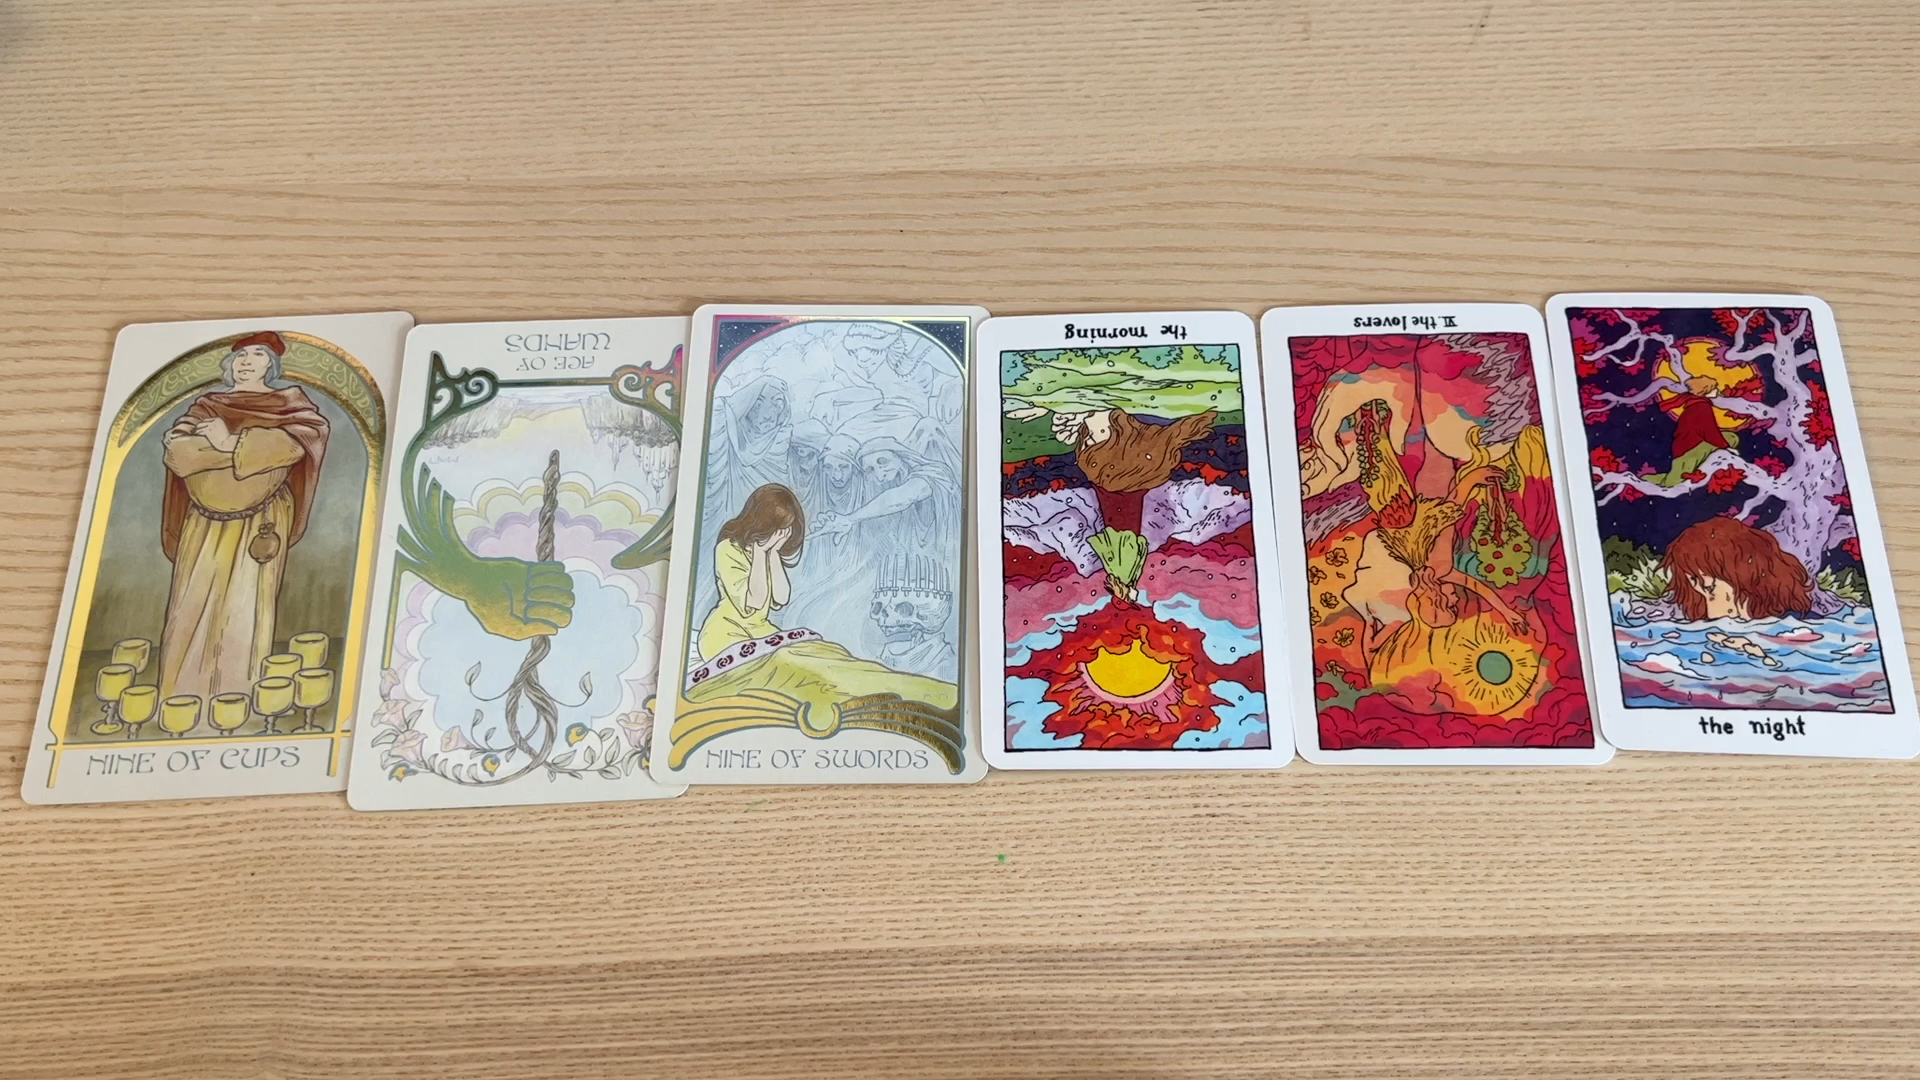 NINE OF CUPS
ACE OF
WANDS
NINE OF SWORDS
the morning
VI the lovers
the night